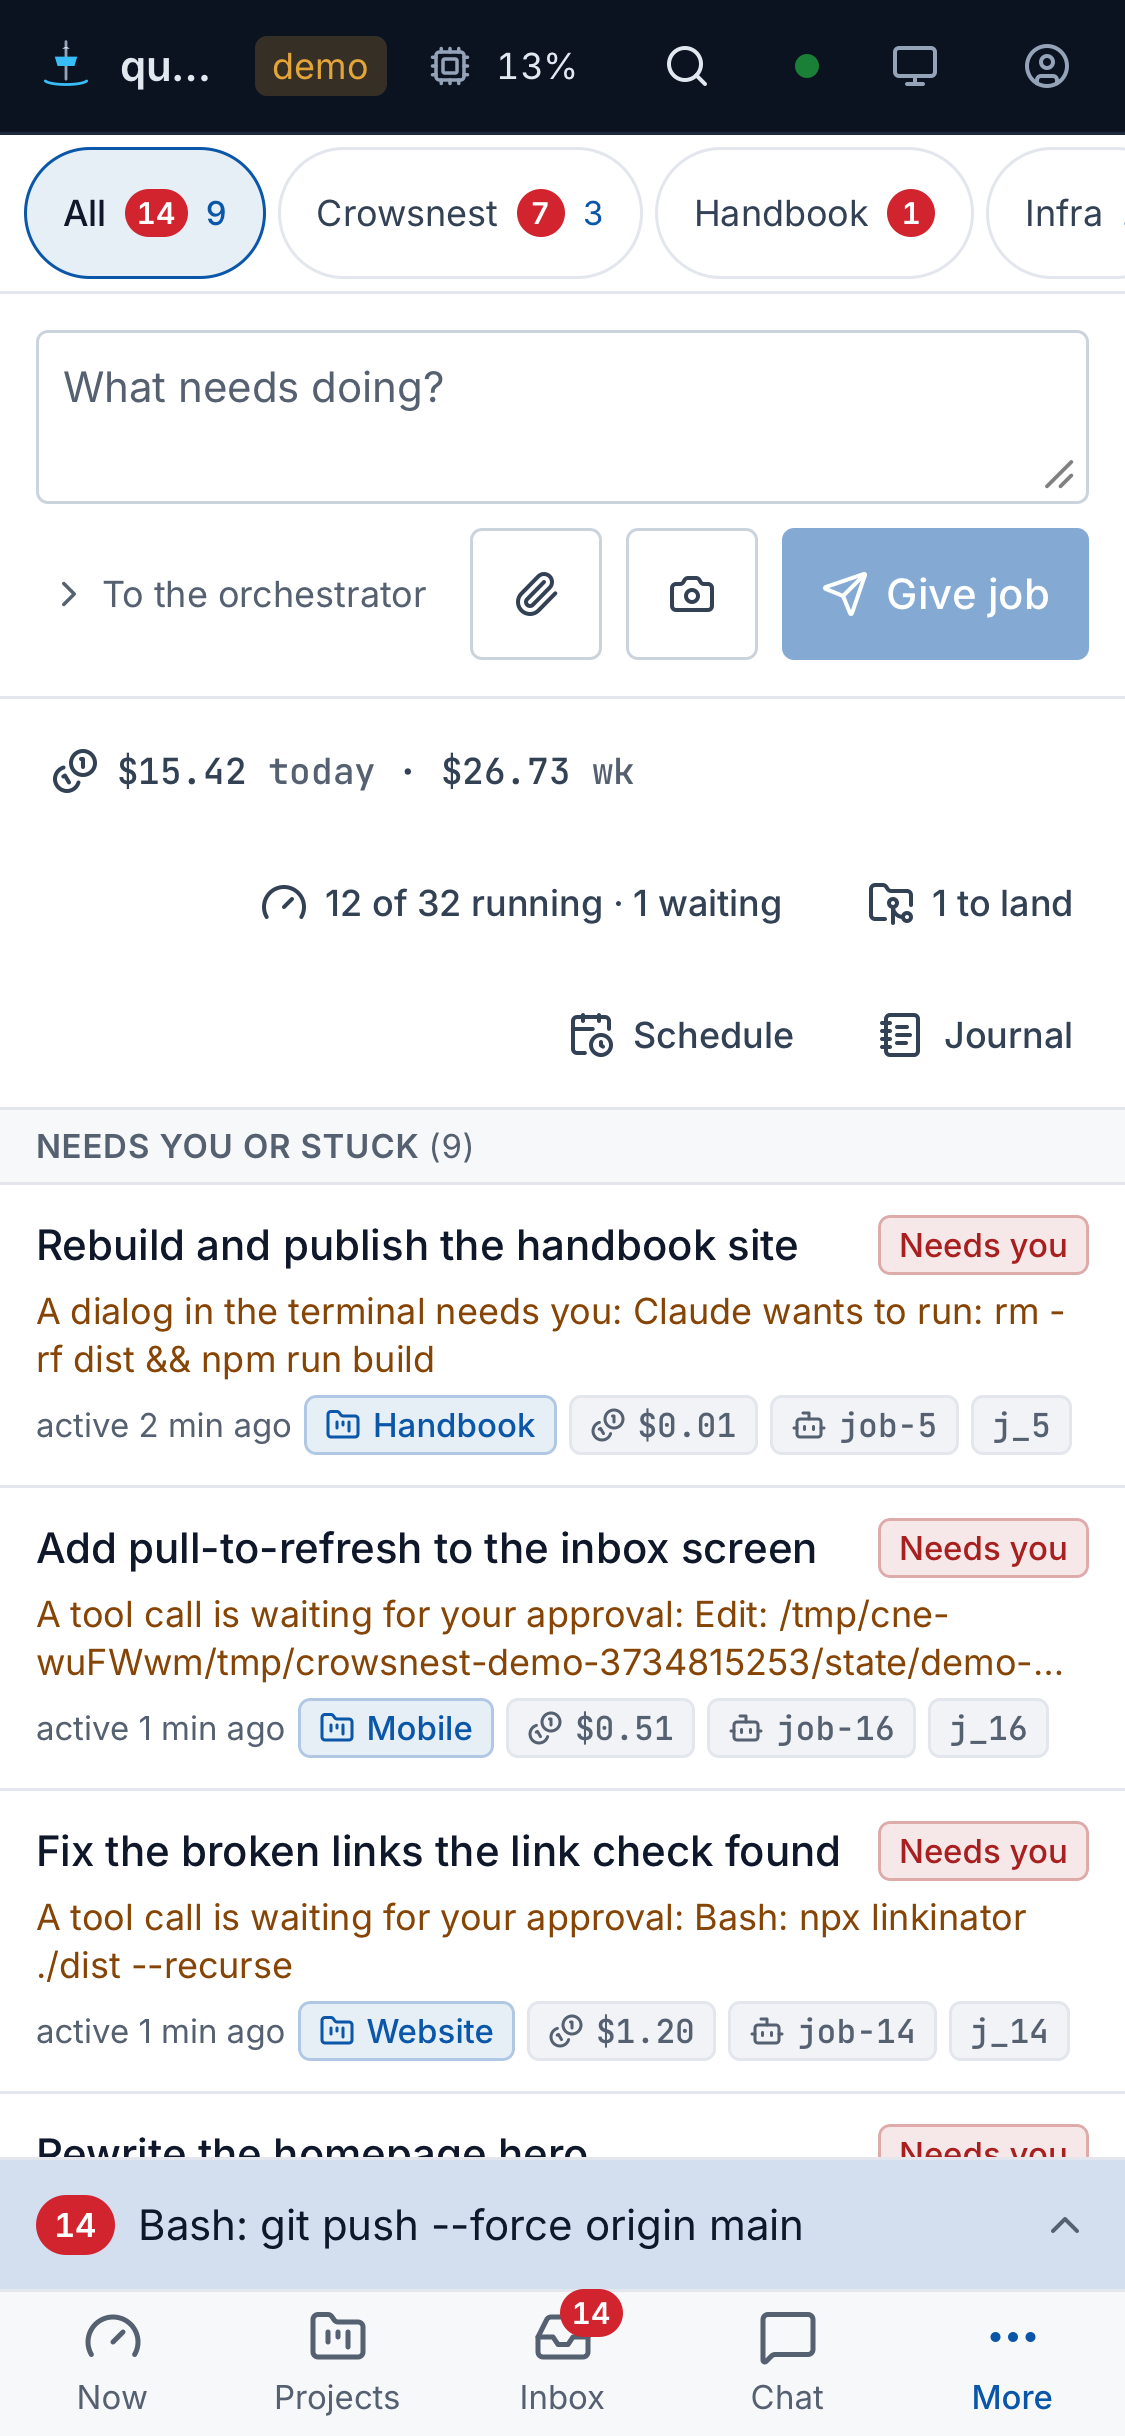 qu...
demo
13%
All 14 9
Crowsnest 7 3
Handbook 1
Infra
What needs doing?
To the orchestrator
Give job
$15.42 today · $26.73 wk
12 of 32 running · 1 waiting
1 to land
Schedule
Journal
NEEDS YOU OR STUCK (9)
Rebuild and publish the handbook site
Needs you
A dialog in the terminal needs you: Claude wants to run: rm -
rf dist && npm run build
active 2 min ago Handbook $0.01 job-5 j_5
Add pull-to-refresh to the inbox screen
Needs you
A tool call is waiting for your approval: Edit: /tmp/cne-
wuFWwm/tmp/crowsnest-demo-3734815253/state/demo-...
active 1 min ago Mobile $0.51 job-16 j_16
Fix the broken links the link check found
Needs you
A tool call is waiting for your approval: Bash: npx linkinator
./dist --recurse
active 1 min ago Website $1.20 job-14 j_14
Rewrite the homepage hero
Needs you
14 Bash: git push --force origin main
Now
Projects
14
Inbox
Chat
More